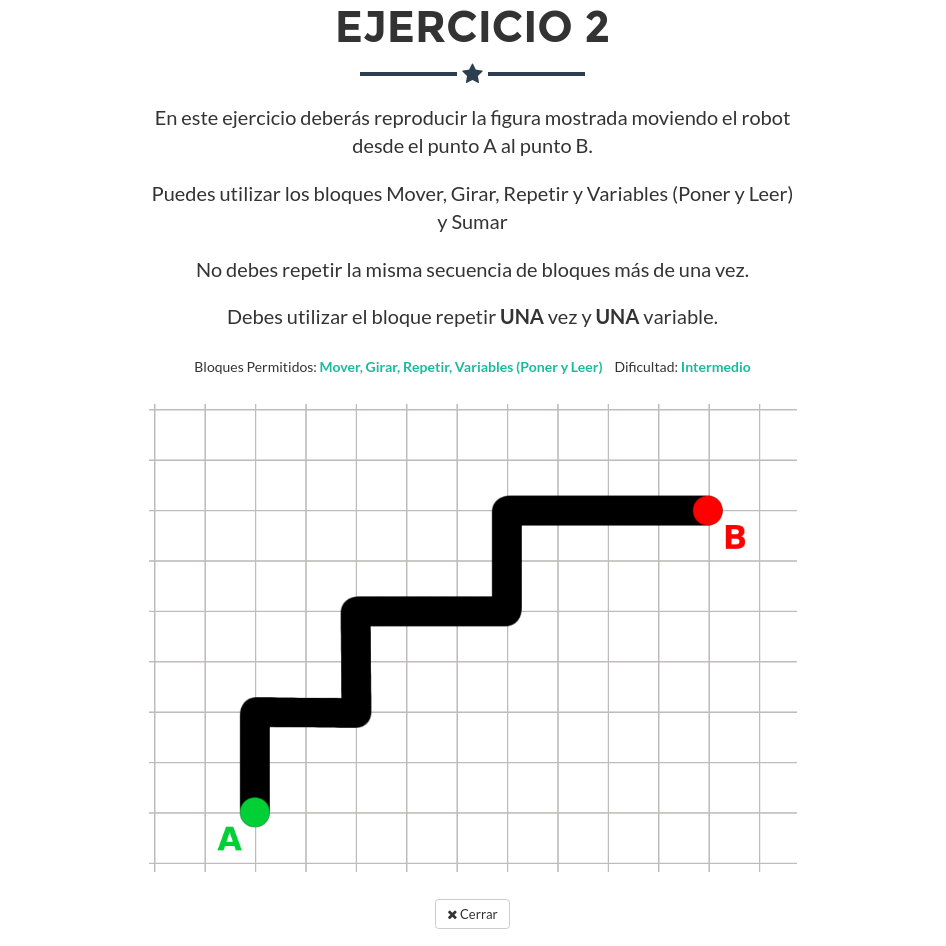 EJERCICIO 2
En este ejercicio deberás reproducir la figura mostrada moviendo el robot
desde el punto A al punto B.
Puedes utilizar los bloques Mover, Girar, Repetir y Variables (Poner y Leer)
y Sumar
No debes repetir la misma secuencia de bloques más de una vez.
Debes utilizar el bloque repetir UNA vez y UNA variable.
Bloques Permitidos: Mover, Girar, Repetir, Variables (Poner y Leer) Dificultad: Intermedio
B
A
✖ Cerrar